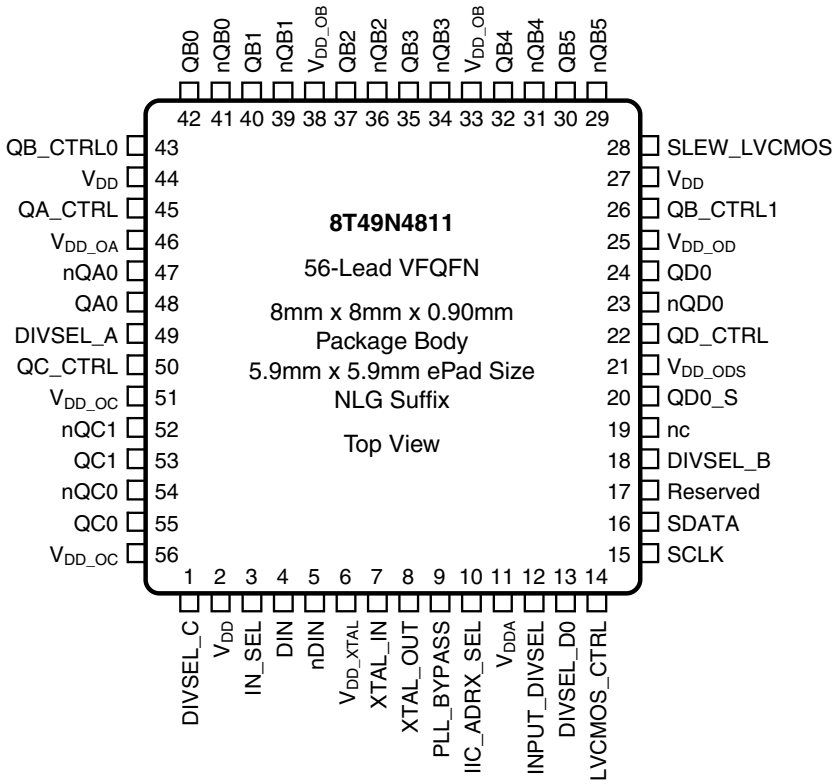 QB0 nQB0 QB1 nQB1 VDD_OB QB2 nQB2 QB3 nQB3 VDD_OB QB4 nQB4 QB5 nQB5
42 41 40 39 38 37 36 35 34 33 32 31 30 29
QB_CTRL0 43
VDD 44
QA_CTRL 45
VDD_OA 46
nQA0 47
QA0 48
DIVSEL_A 49
QC_CTRL 50
VDD_OC 51
nQC1 52
QC1 53
nQC0 54
QC0 55
VDD_OC 56
8T49N4811
56-Lead VFQFN
8mm x 8mm x 0.90mm
Package Body
5.9mm x 5.9mm ePad Size
NLG Suffix
Top View
28 SLEW_LVCMOS
27 VDD
26 QB_CTRL1
25 VDD_OD
24 QD0
23 nQD0
22 QD_CTRL
21 VDD_ODS
20 QD0_S
19 nc
18 DIVSEL_B
17 Reserved
16 SDATA
15 SCLK
1 2 3 4 5 6 7 8 9 10 11 12 13 14
DIVSEL_C VDD IN_SEL DIN nDIN VDD_XTAL XTAL_IN XTAL_OUT PLL_BYPASS IIC_ADRX_SEL VDDA INPUT_DIVSEL DIVSEL_D0 LVCMOS_CTRL